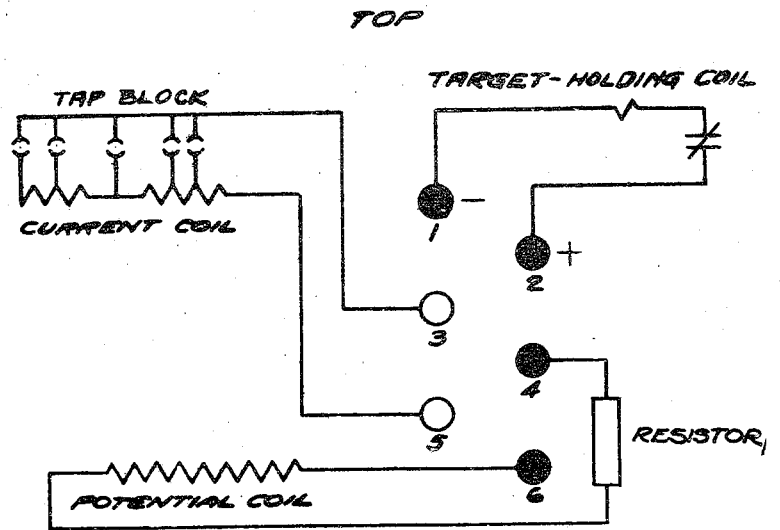 TOP
TARGET-HOLDING COIL
TAP BLOCK
CURRENT COIL
1 −
2 +
3
4
5
RESISTOR
6
POTENTIAL COIL